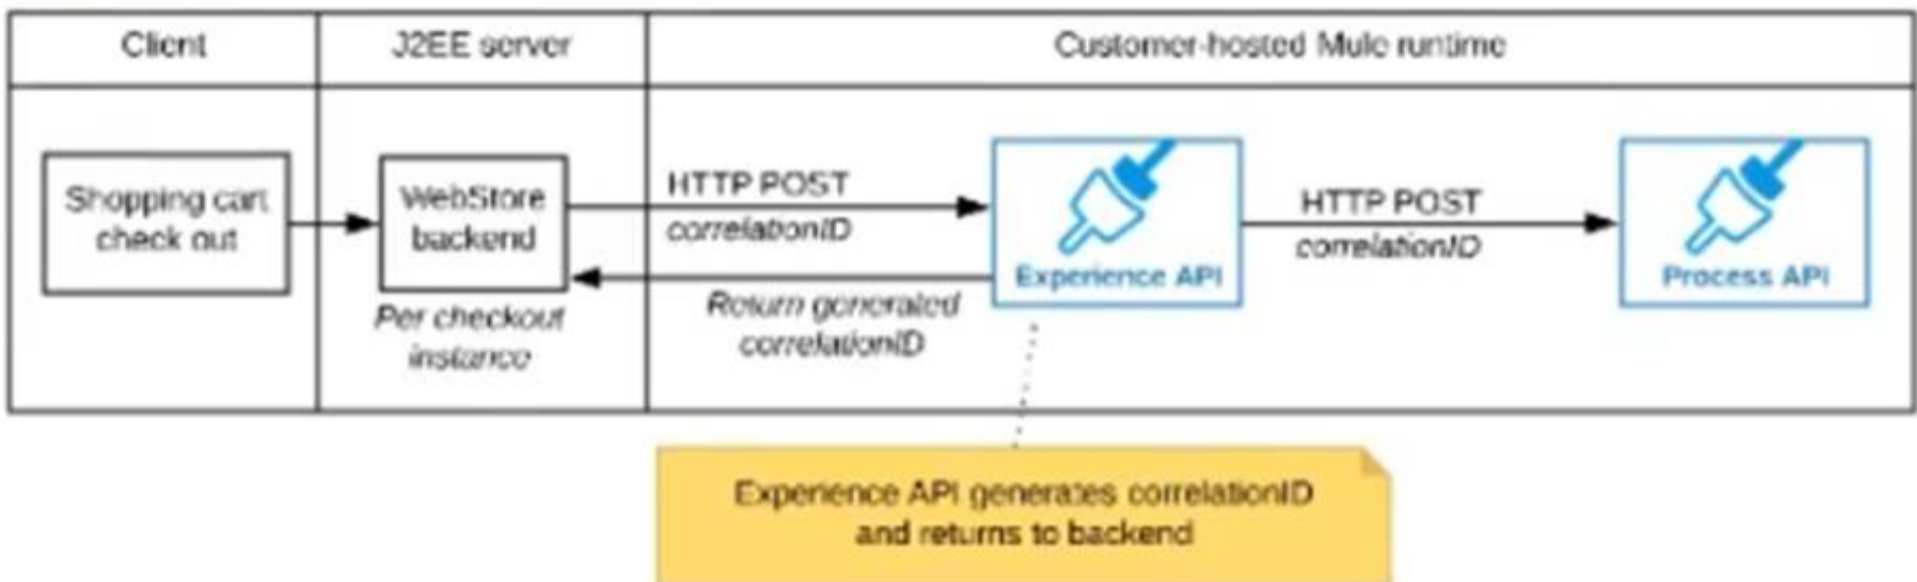 Client
J2EE server
Customer-hosted Mule runtime
Shopping cart
check out
WebStore
backend
Per checkout
instance
HTTP POST
correlationID
Return generated
correlationID
Experience API
HTTP POST
correlationID
Process API
Experience API generates correlationID
and returns to backend